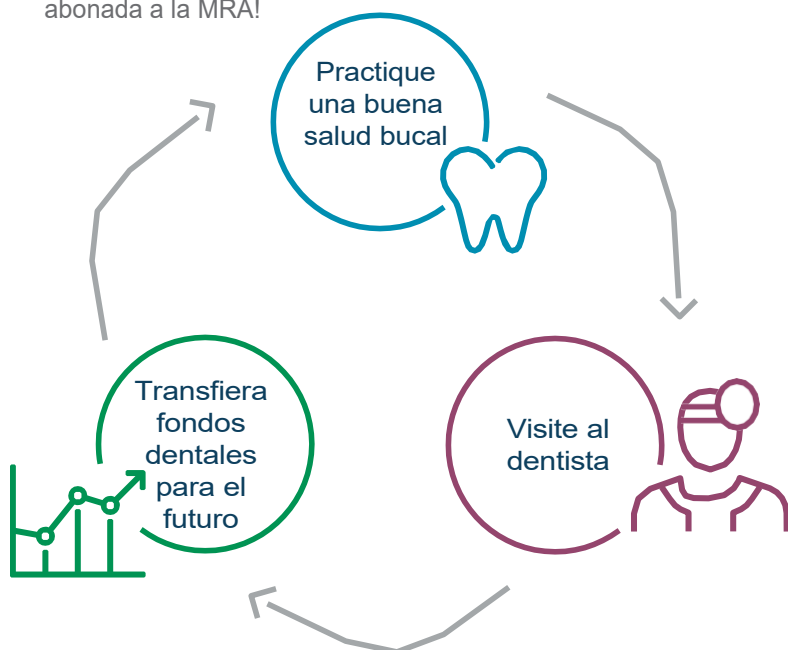 abonada a la MRA!
Practique
una buena
salud bucal
Visite al
dentista
Transfiera
fondos
dentales
para el
futuro